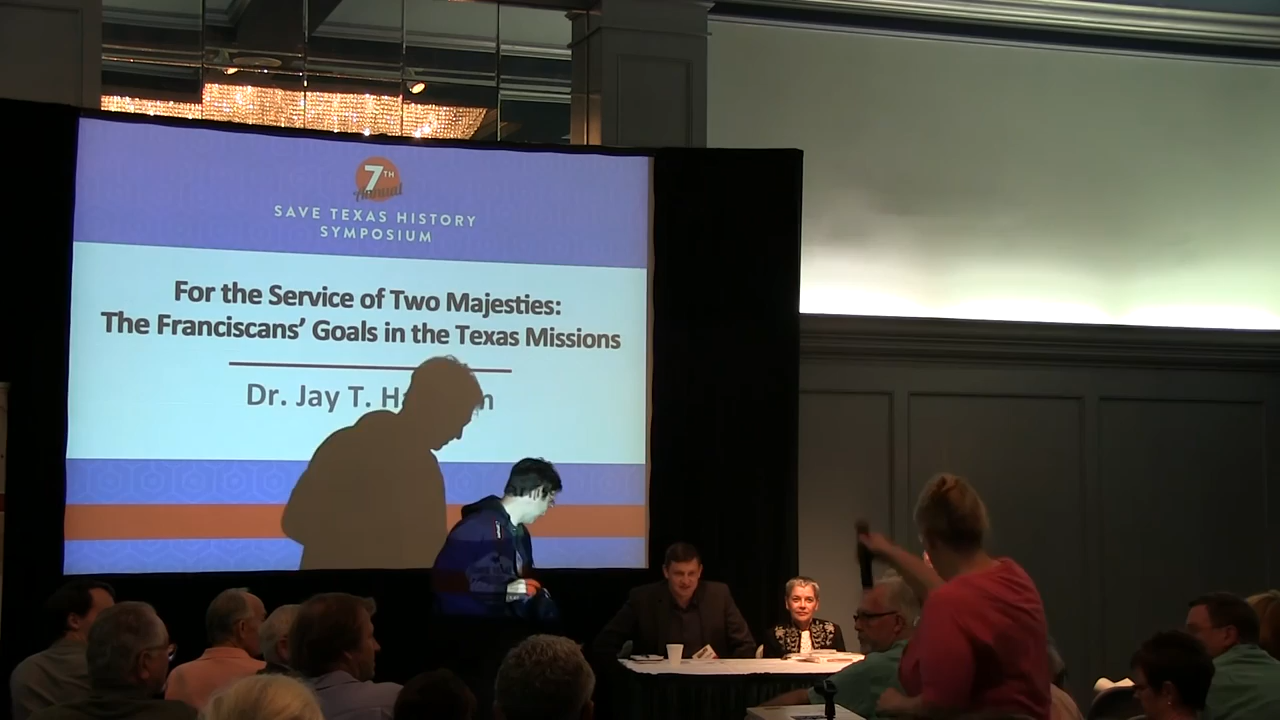 7TH
Annual
SAVE TEXAS HISTORY
SYMPOSIUM
For the Service of Two Majesties:
The Franciscans' Goals in the Texas Missions
Dr. Jay T.